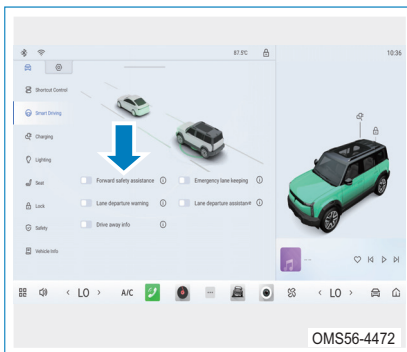 67.5℃
10:36
Shortcut Control
Smart Driving
Charging
Lighting
Seat
Lock
Safety
Vehicle Info
Forward safety assistance
Emergency lane keeping
Lane departure warning
Lane departure assistance
Drive away info
--
< LO > A/C ... < LO >
OMS56-4472